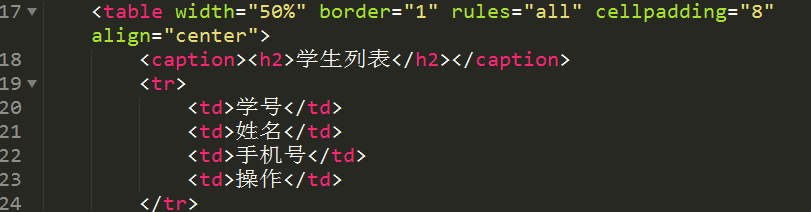 17 <table width="50%" border="1" rules="all" cellpadding="8"
align="center">
18 <caption><h2>学生列表</h2></caption>
19 <tr>
20 <td>学号</td>
21 <td>姓名</td>
22 <td>手机号</td>
23 <td>操作</td>
24 </tr>